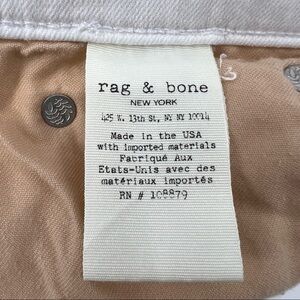 rag & bone
NEW YORK
425 W. 13th St, NY NY 10014
Made in the USA
with imported materials
Fabriqué Aux
Etats-Unis avec des
matériaux importés
RN # 108879